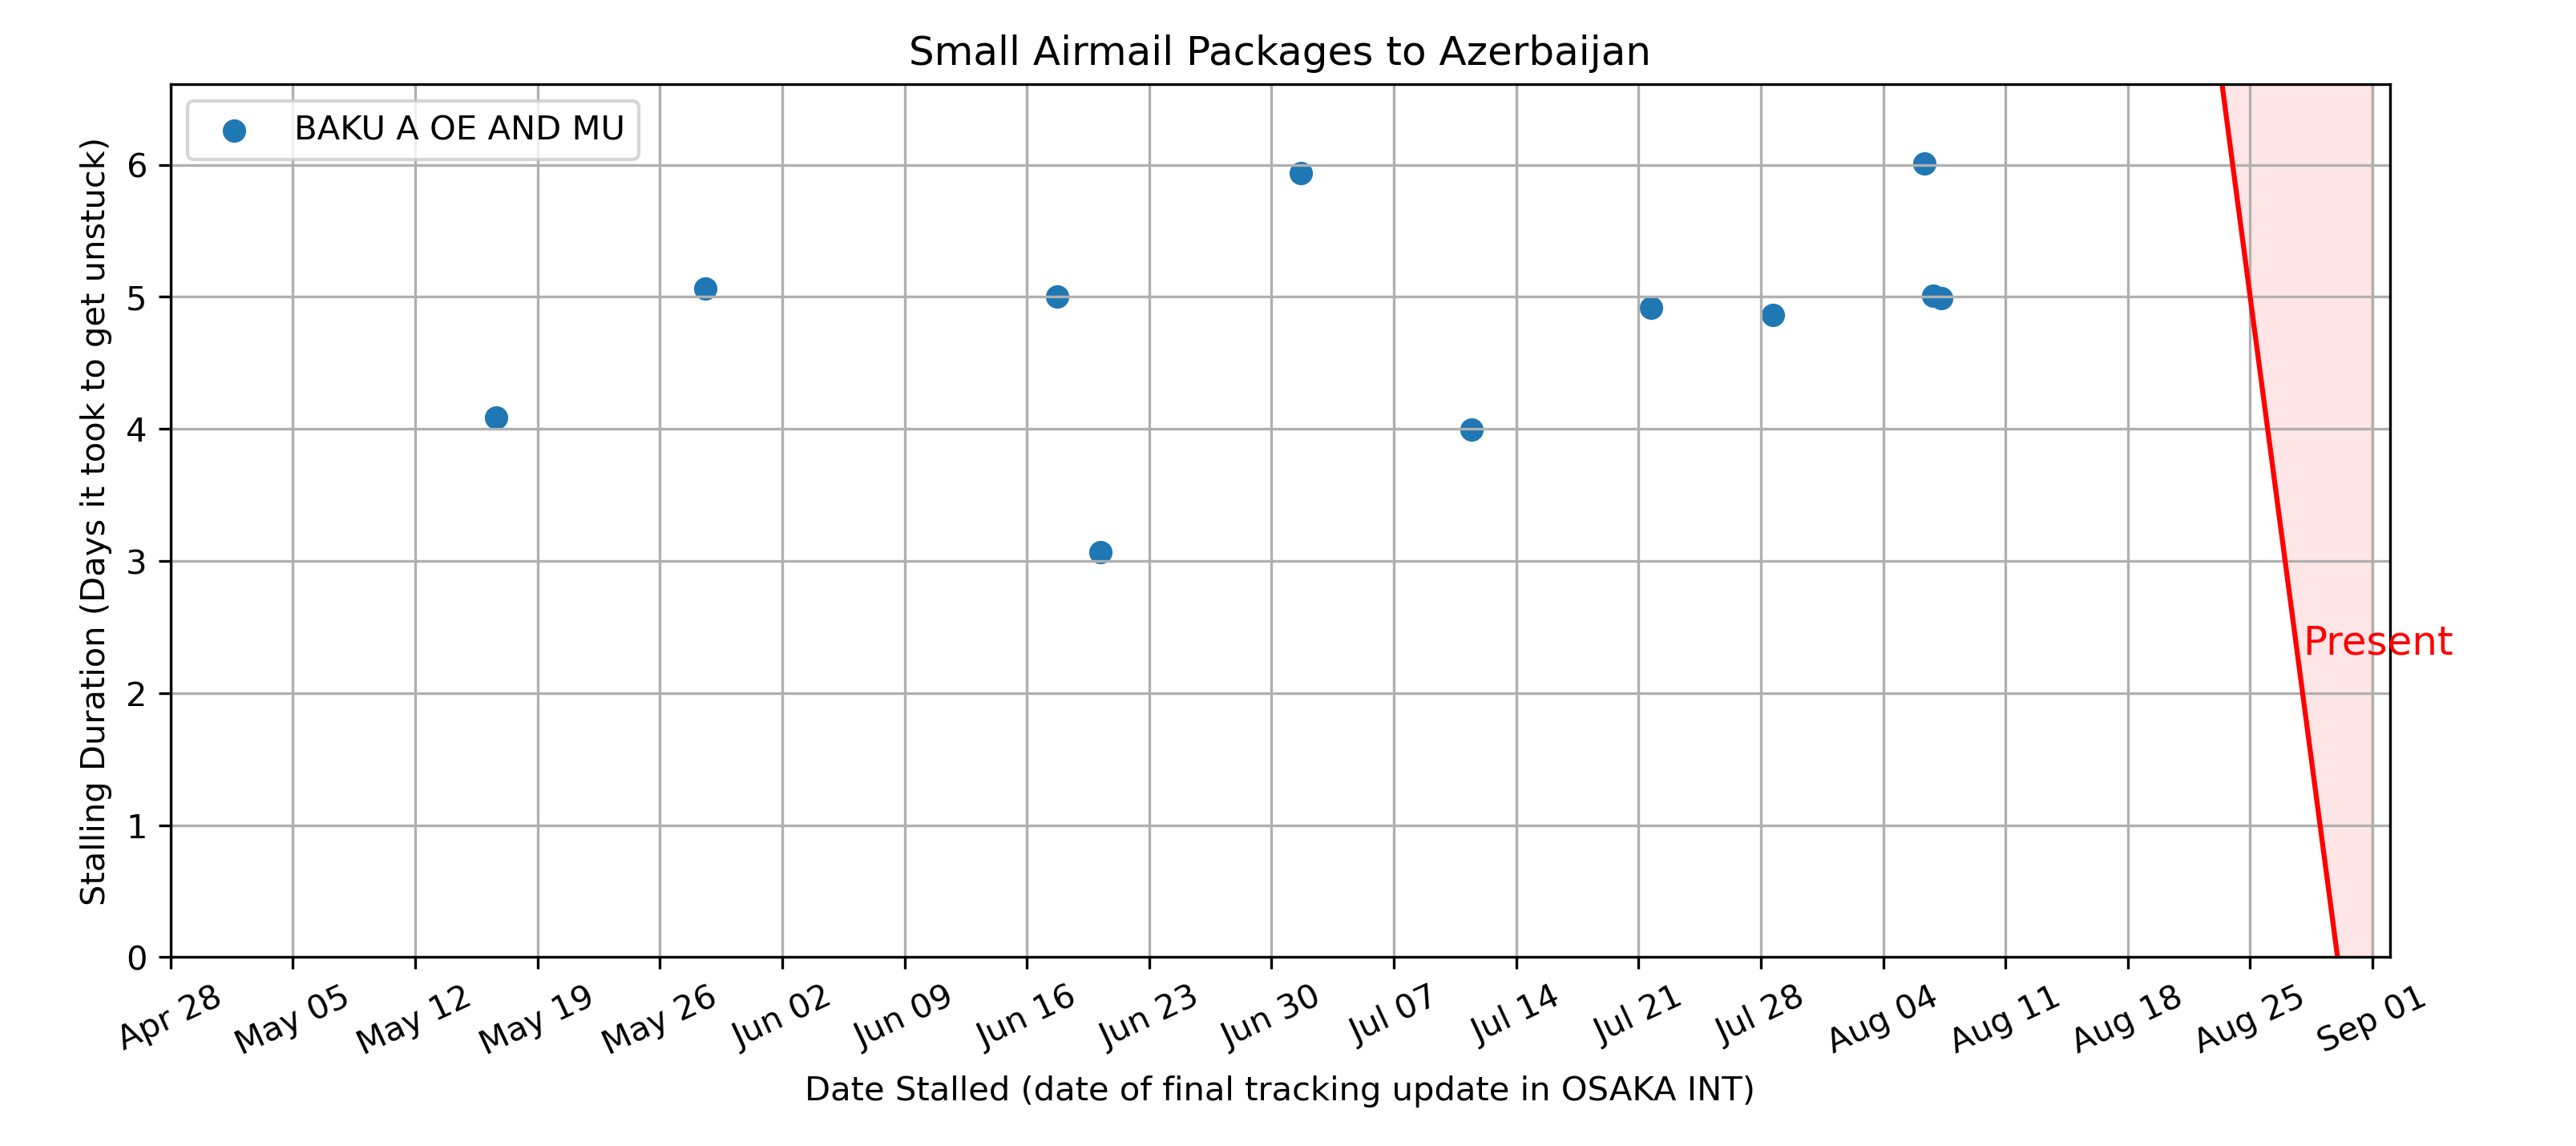 Small Airmail Packages to Azerbaijan
BAKU A OE AND MU
Stalling Duration (Days it took to get unstuck)
6
5
4
3
2
1
0
Present
Apr 28
May 05
May 12
May 19
May 26
Jun 02
Jun 09
Jun 16
Jun 23
Jun 30
Jul 07
Jul 14
Jul 21
Jul 28
Aug 04
Aug 11
Aug 18
Aug 25
Sep 01
Date Stalled (date of final tracking update in OSAKA INT)